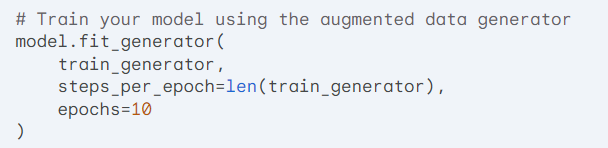 # Train your model using the augmented data generator
model.fit_generator(
    train_generator,
    steps_per_epoch=len(train_generator),
    epochs=10
)